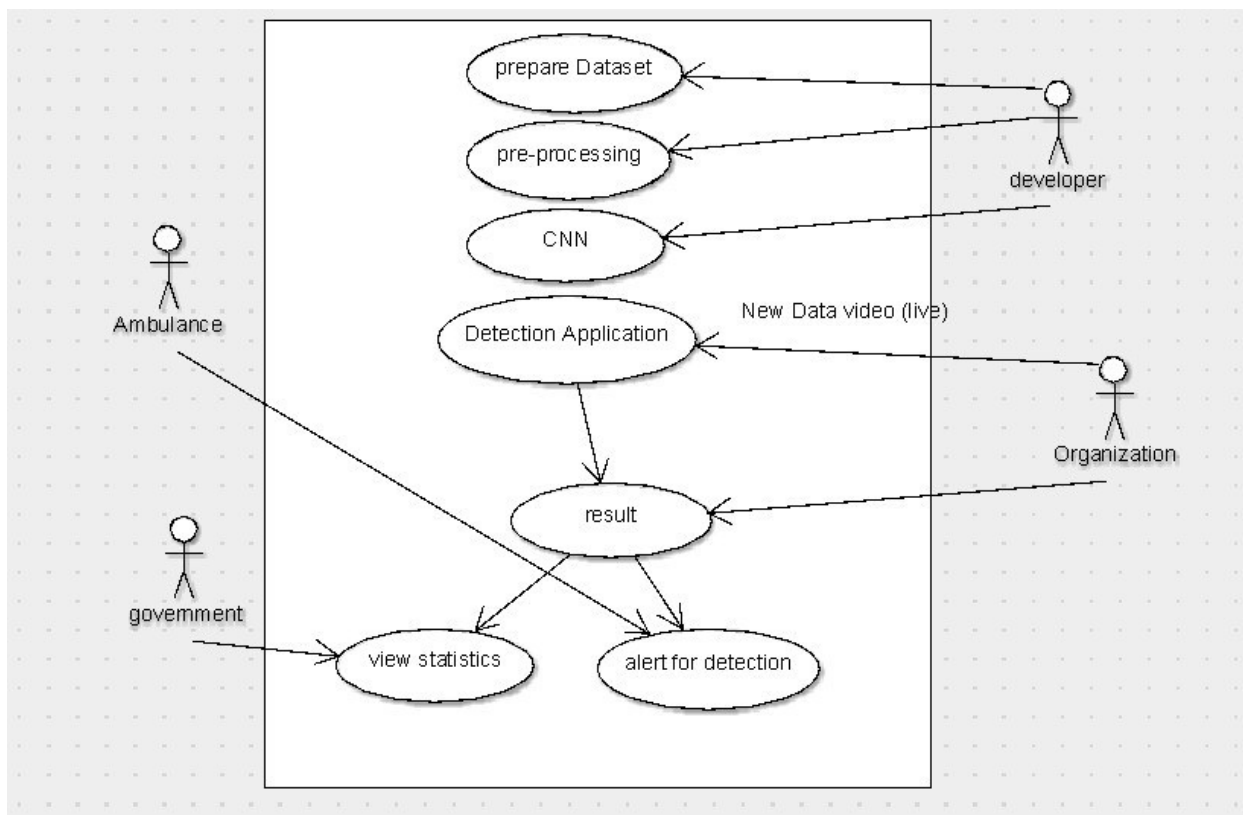 prepare Dataset
pre-processing
developer
CNN
Ambulance
New Data video (live)
Detection Application
Organization
result
government
view statistics
alert for detection